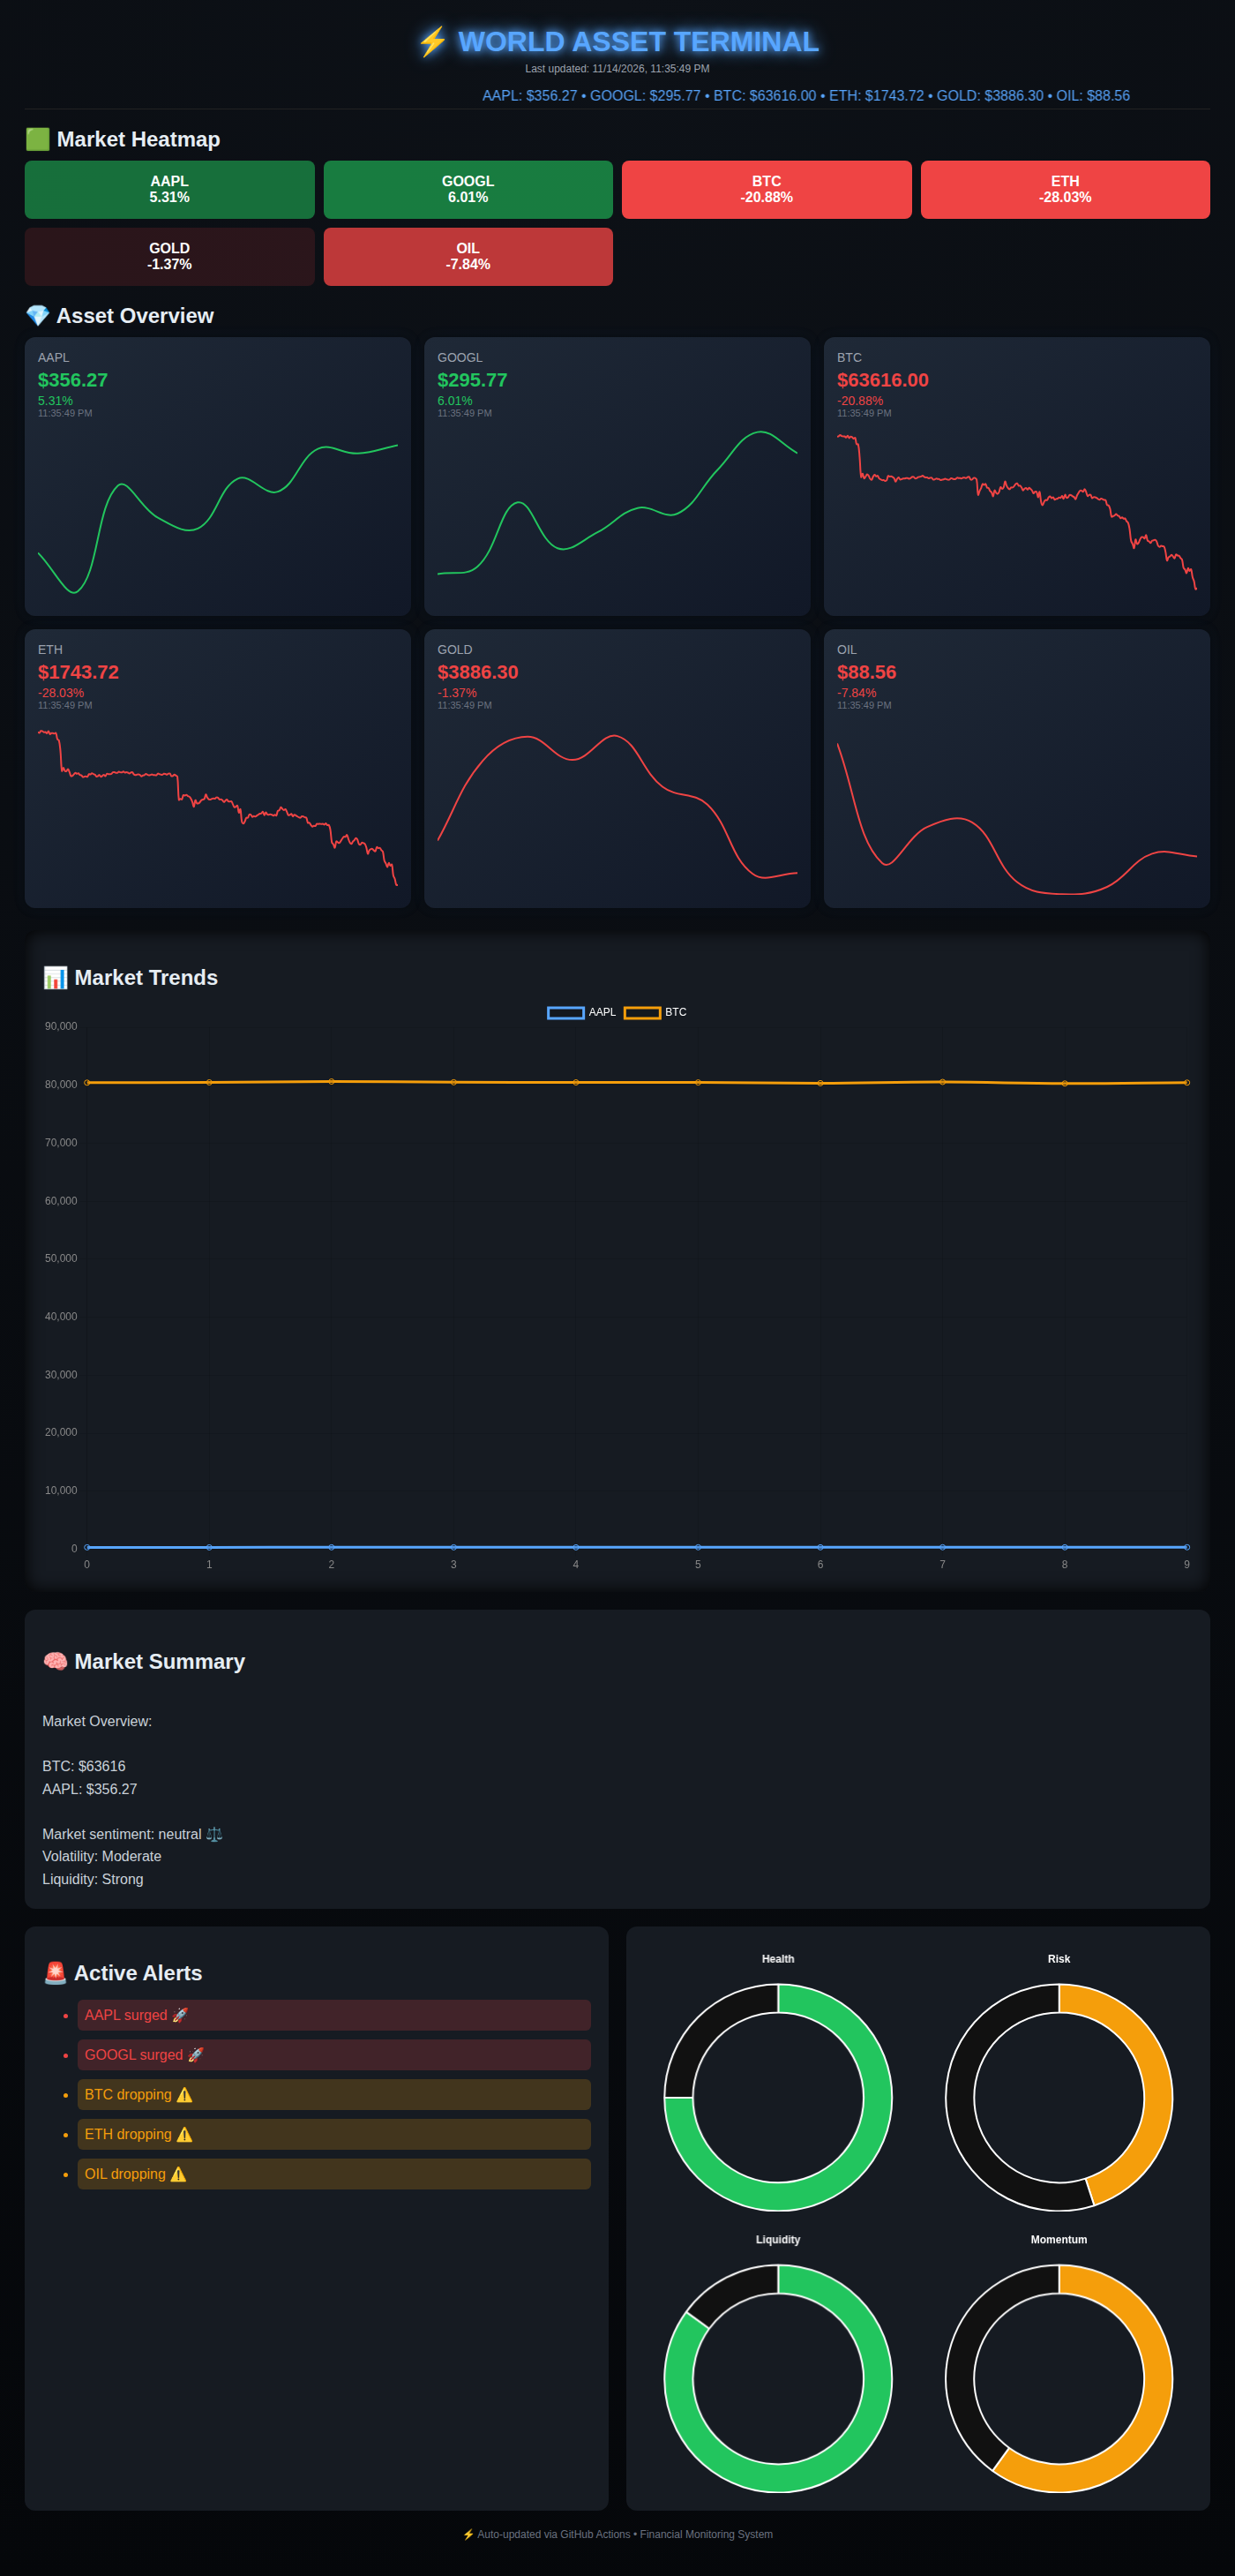 ⚡ WORLD ASSET TERMINAL
Last updated: 11/14/2026, 11:35:49 PM
AAPL: $356.27 • GOOGL: $295.77 • BTC: $63616.00 • ETH: $1743.72 • GOLD: $3886.30 • OIL: $88.56
🟩 Market Heatmap
AAPL
5.31%
GOOGL
6.01%
BTC
-20.88%
ETH
-28.03%
GOLD
-1.37%
OIL
-7.84%
💎 Asset Overview
AAPL
$356.27
5.31%
11:35:49 PM
GOOGL
$295.77
6.01%
11:35:49 PM
BTC
$63616.00
-20.88%
11:35:49 PM
ETH
$1743.72
-28.03%
11:35:49 PM
GOLD
$3886.30
-1.37%
11:35:49 PM
OIL
$88.56
-7.84%
11:35:49 PM
📊 Market Trends
AAPL BTC
90,000
80,000
70,000
60,000
50,000
40,000
30,000
20,000
10,000
0
0 1 2 3 4 5 6 7 8 9
🧠 Market Summary
Market Overview:
BTC: $63616
AAPL: $356.27
Market sentiment: neutral ⚖️
Volatility: Moderate
Liquidity: Strong
🚨 Active Alerts
• AAPL surged 🚀
• GOOGL surged 🚀
• BTC dropping ⚠️
• ETH dropping ⚠️
• OIL dropping ⚠️
Health
Risk
Liquidity
Momentum
⚡ Auto-updated via GitHub Actions • Financial Monitoring System